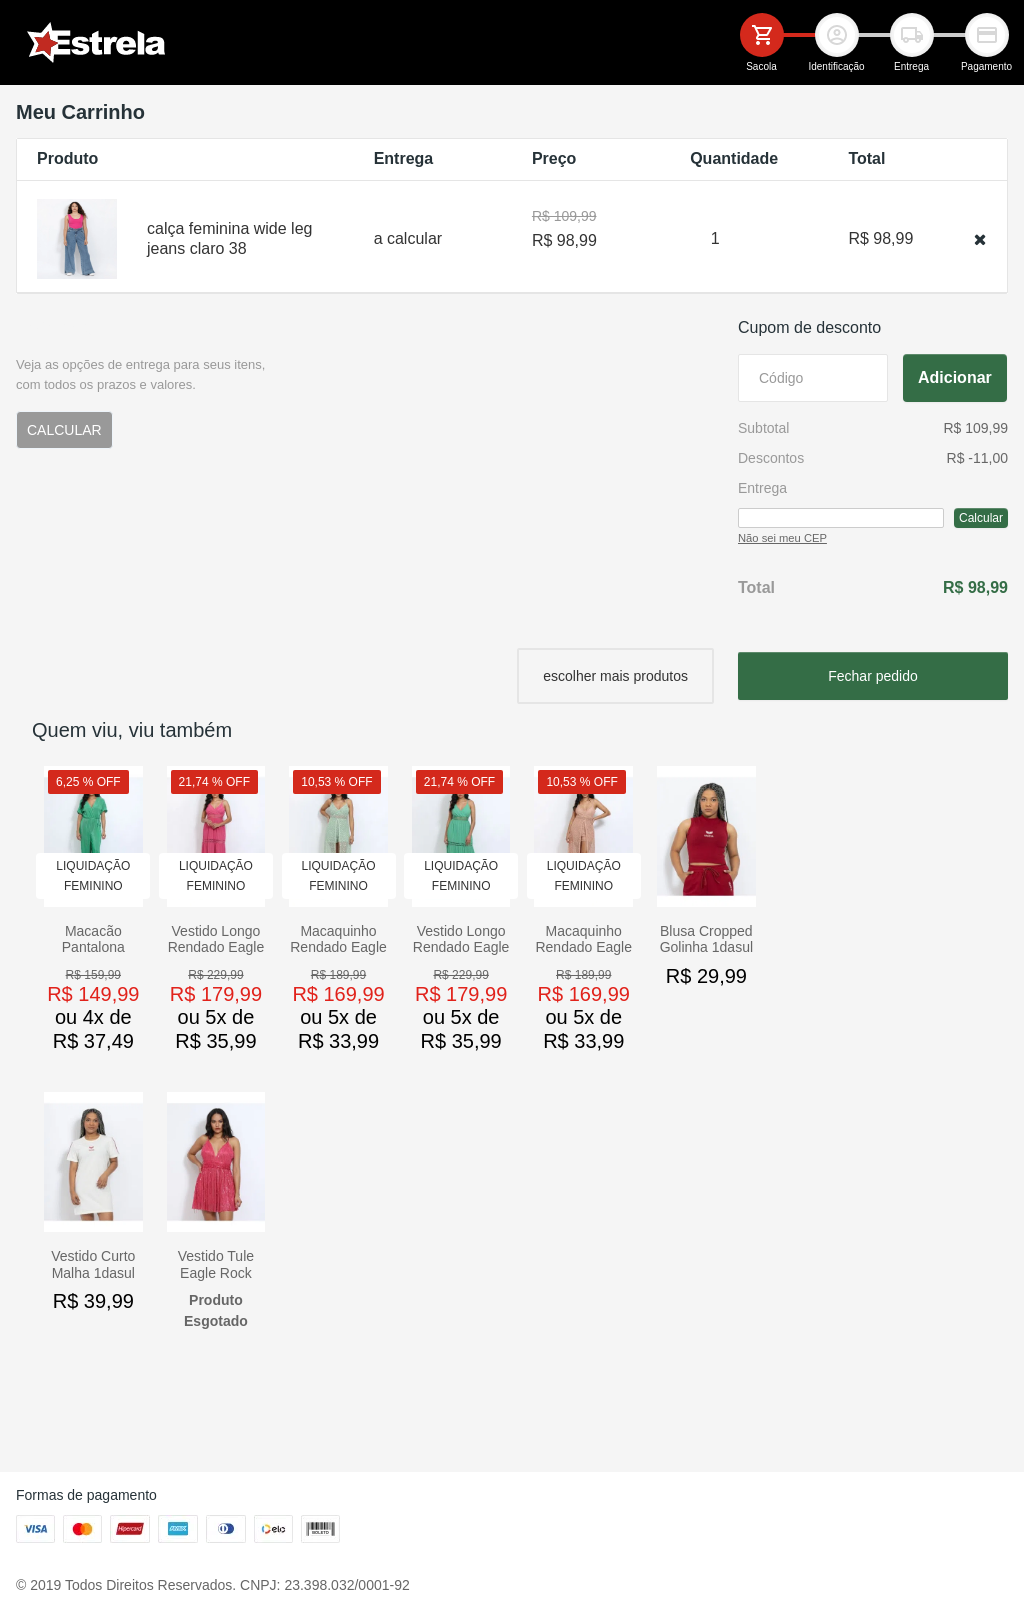 Estrela
Sacola
Identificação
Entrega
Pagamento
Meu Carrinho
Produto
Entrega
Preço
Quantidade
Total
calça feminina wide leg
jeans claro 38
a calcular
R$ 109,99
R$ 98,99
1
R$ 98,99
Veja as opções de entrega para seus itens,
com todos os prazos e valores.
CALCULAR
Cupom de desconto
Código
Adicionar
Subtotal
R$ 109,99
Descontos
R$ -11,00
Entrega
Calcular
Não sei meu CEP
Total
R$ 98,99
escolher mais produtos
Fechar pedido
Quem viu, viu também
6,25 % OFF
LIQUIDAÇÃO
FEMININO
Macacão
Pantalona
R$ 159,99
R$ 149,99
ou 4x de
R$ 37,49
21,74 % OFF
LIQUIDAÇÃO
FEMININO
Vestido Longo
Rendado Eagle
R$ 229,99
R$ 179,99
ou 5x de
R$ 35,99
10,53 % OFF
LIQUIDAÇÃO
FEMININO
Macaquinho
Rendado Eagle
R$ 189,99
R$ 169,99
ou 5x de
R$ 33,99
21,74 % OFF
LIQUIDAÇÃO
FEMININO
Vestido Longo
Rendado Eagle
R$ 229,99
R$ 179,99
ou 5x de
R$ 35,99
10,53 % OFF
LIQUIDAÇÃO
FEMININO
Macaquinho
Rendado Eagle
R$ 189,99
R$ 169,99
ou 5x de
R$ 33,99
Blusa Cropped
Golinha 1dasul
R$ 29,99
Vestido Curto
Malha 1dasul
R$ 39,99
Vestido Tule
Eagle Rock
Produto
Esgotado
Formas de pagamento
VISA
Hipercard
elo
BOLETO
© 2019 Todos Direitos Reservados. CNPJ: 23.398.032/0001-92